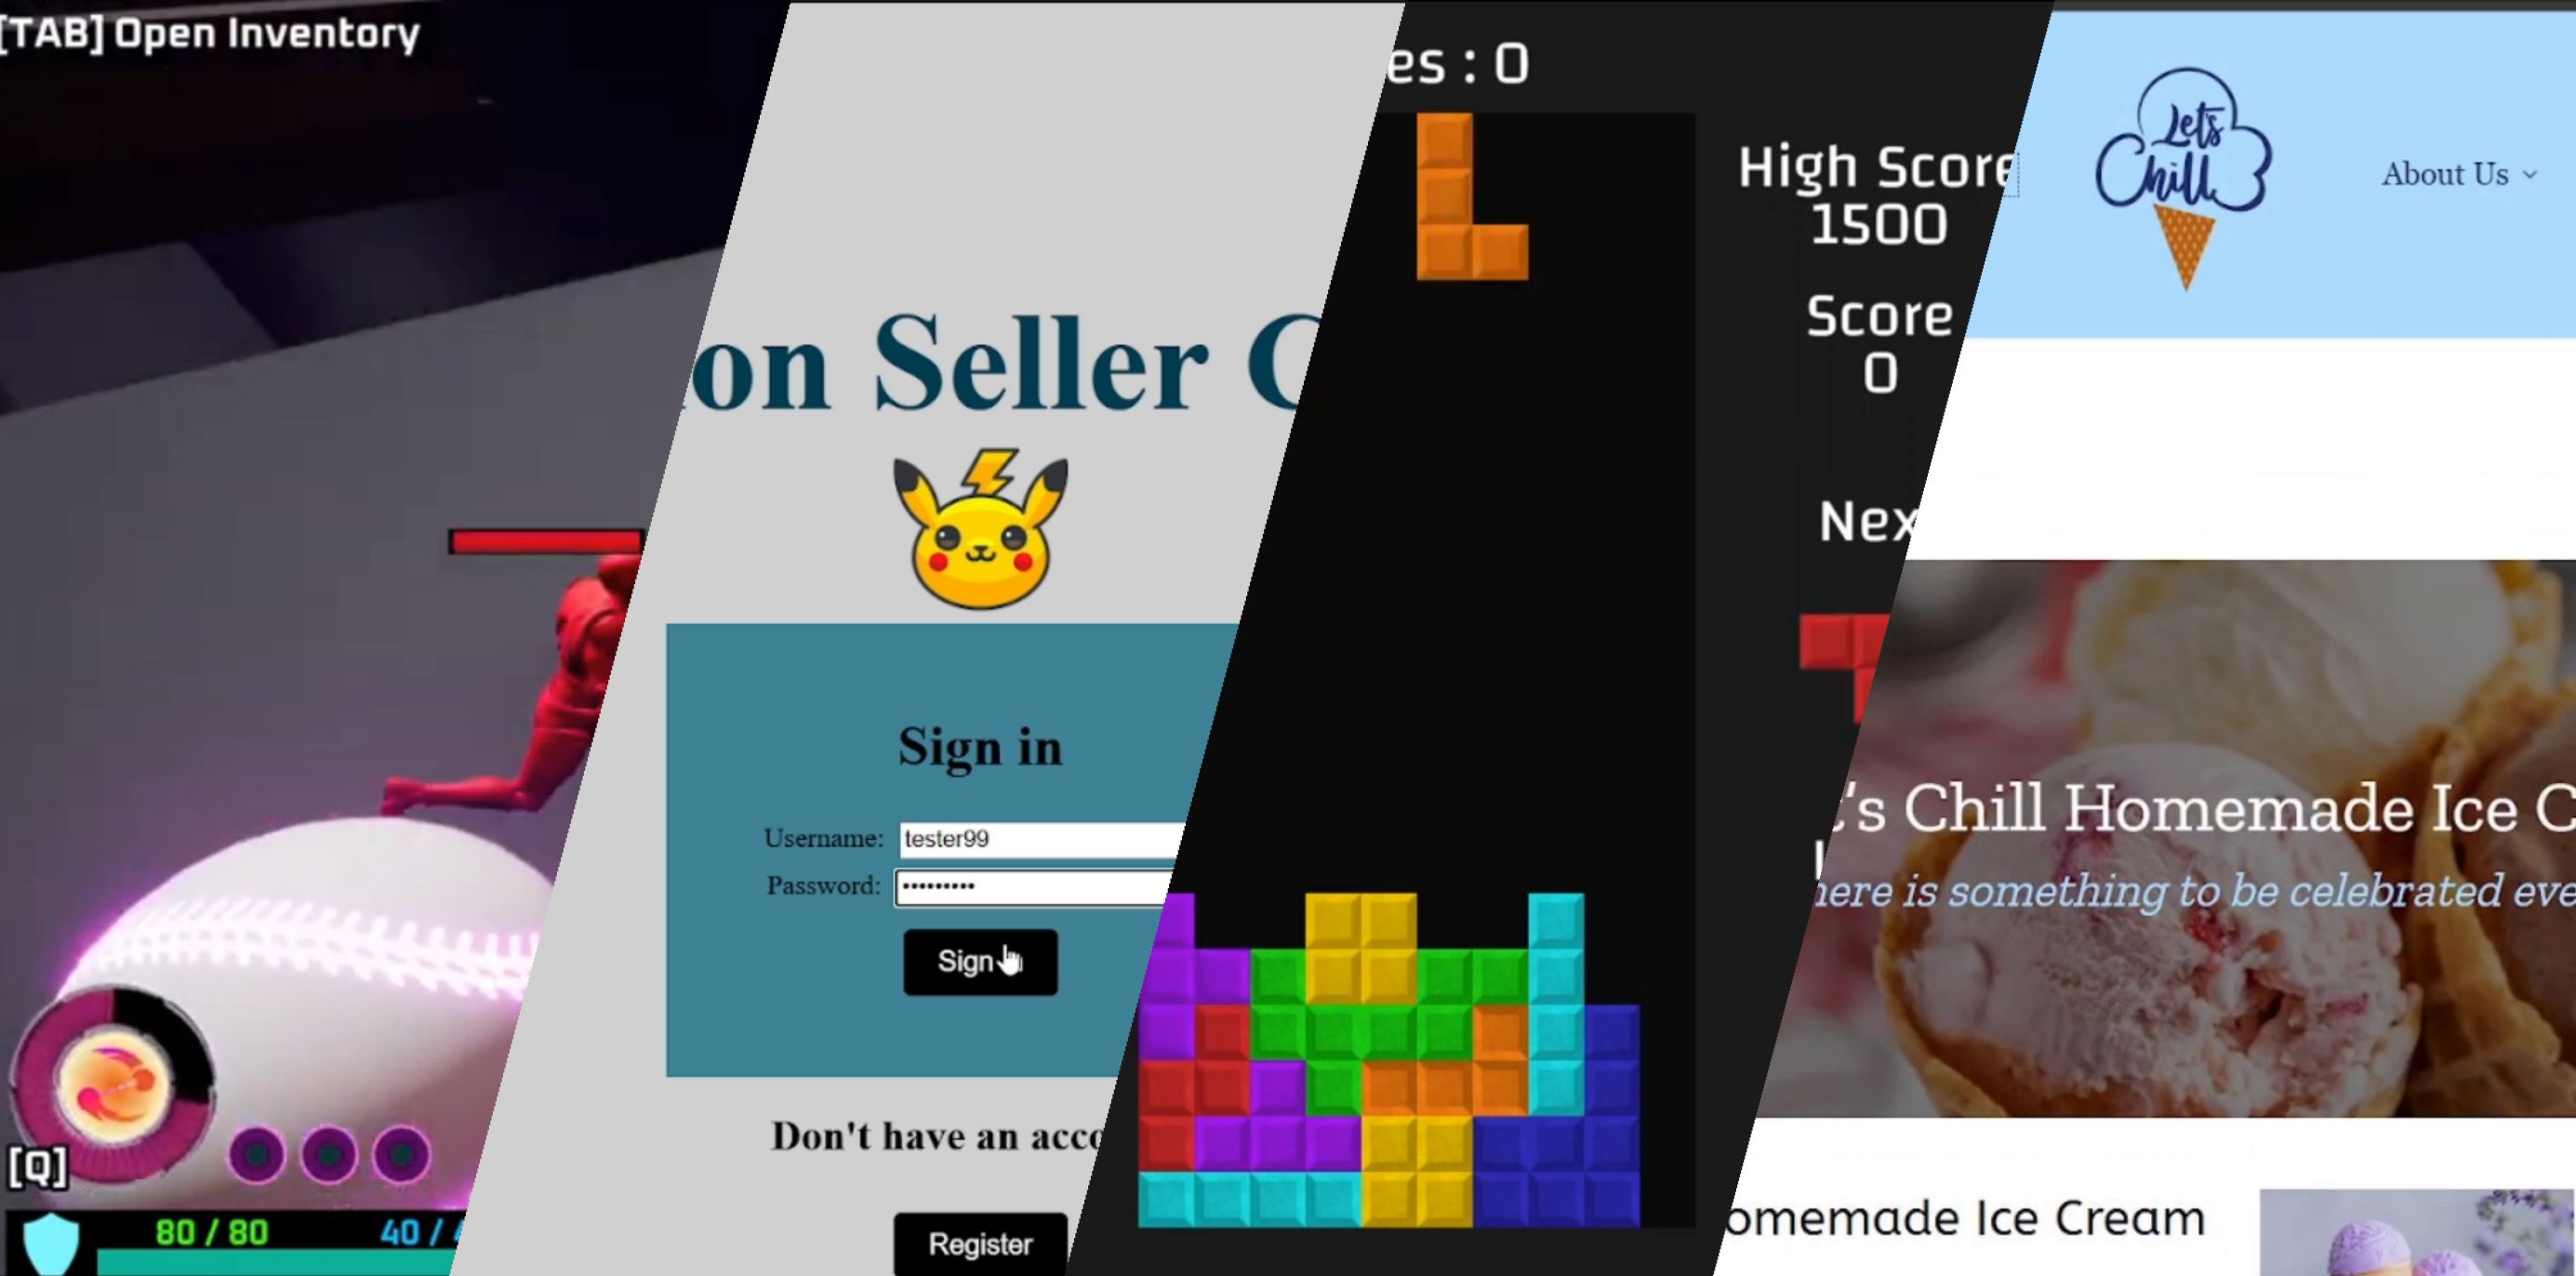 [TAB] Open Inventory
[Q]
80 / 80
40 /
on Seller
Sign in
Username: tester99
Password: •••••••••
Sign
Don't have an acco
Register
es : 0
High Score
1500
Score
0
Nex
Let's
Chill
About Us
t's Chill Homemade Ice C
here is something to be celebrated eve
omemade Ice Cream